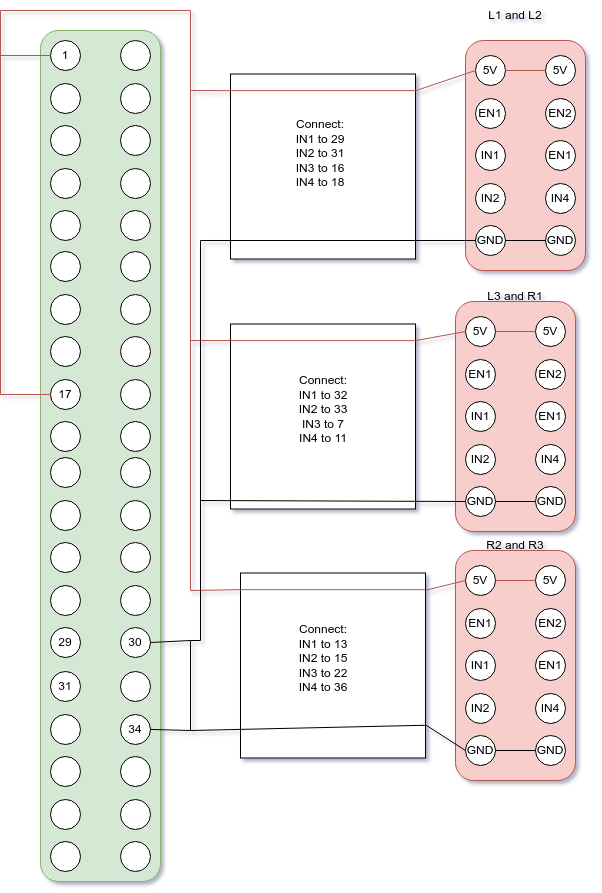 L1 and L2
1
17
29
30
31
34
Connect:
IN1 to 29
IN2 to 31
IN3 to 16
IN4 to 18
5V
5V
EN1
EN2
IN1
EN1
IN2
IN4
GND
GND
L3 and R1
Connect:
IN1 to 32
IN2 to 33
IN3 to 7
IN4 to 11
5V
5V
EN1
EN2
IN1
EN1
IN2
IN4
GND
GND
R2 and R3
Connect:
IN1 to 13
IN2 to 15
IN3 to 22
IN4 to 36
5V
5V
EN1
EN2
IN1
EN1
IN2
IN4
GND
GND